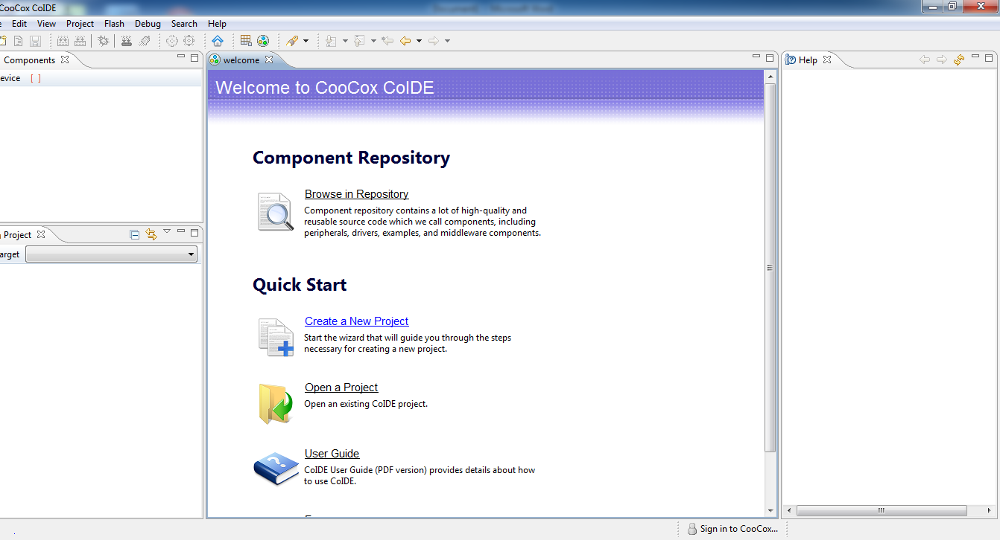 CooCox CoIDE
Edit View Project Flash Debug Search Help
Components
evice [ ]
Project
arget
welcome
Welcome to CooCox CoIDE
Component Repository
Browse in Repository
Component repository contains a lot of high-quality and
reusable source code which we call components, including
peripherals, drivers, examples, and middleware components.
Quick Start
Create a New Project
Start the wizard that will guide you through the steps
necessary for creating a new project.
Open a Project
Open an existing CoIDE project.
User Guide
CoIDE User Guide (PDF version) provides details about how
to use CoIDE.
Help
Sign in to CooCox...